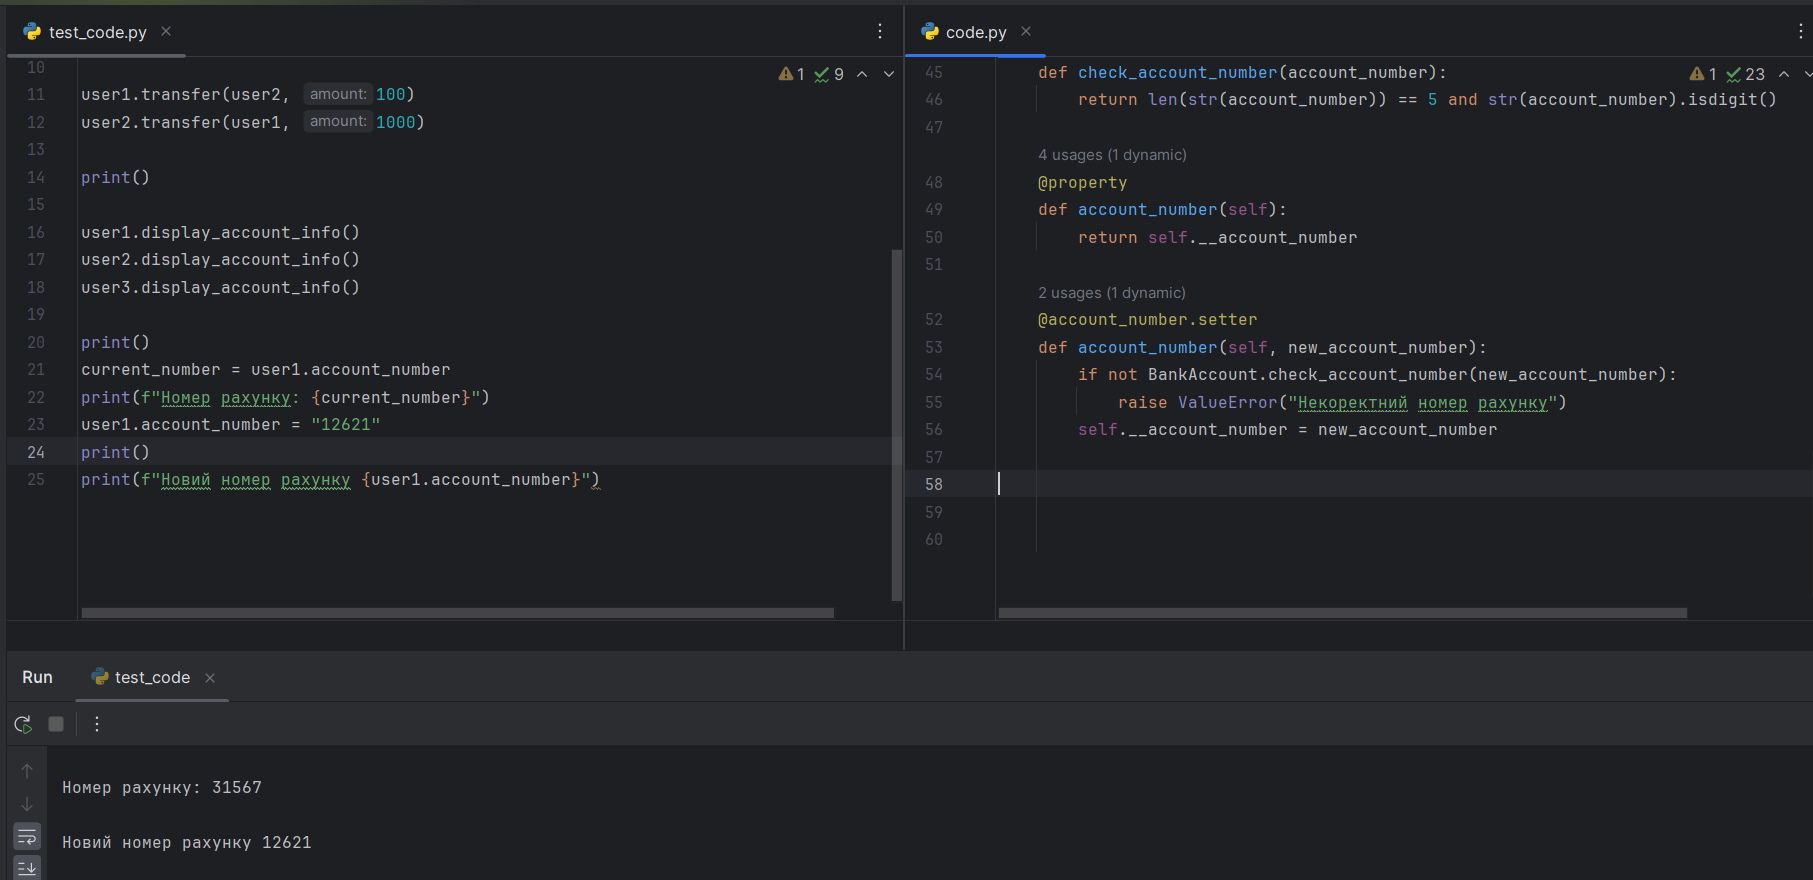 test_code.py
10
11 user1.transfer(user2, amount: 100)
12 user2.transfer(user1, amount: 1000)
13
14 print()
15
16 user1.display_account_info()
17 user2.display_account_info()
18 user3.display_account_info()
19
20 print()
21 current_number = user1.account_number
22 print(f"Номер рахунку: {current_number}")
23 user1.account_number = "12621"
24 print()
25 print(f"Новий номер рахунку {user1.account_number}")
1 9
code.py
45 def check_account_number(account_number):
46 return len(str(account_number)) == 5 and str(account_number).isdigit()
47
4 usages (1 dynamic)
48 @property
49 def account_number(self):
50 return self.__account_number
51
2 usages (1 dynamic)
52 @account_number.setter
53 def account_number(self, new_account_number):
54 if not BankAccount.check_account_number(new_account_number):
55 raise ValueError("Некоректний номер рахунку")
56 self.__account_number = new_account_number
57
58
59
60
1 23
Run test_code
Номер рахунку: 31567
Новий номер рахунку 12621